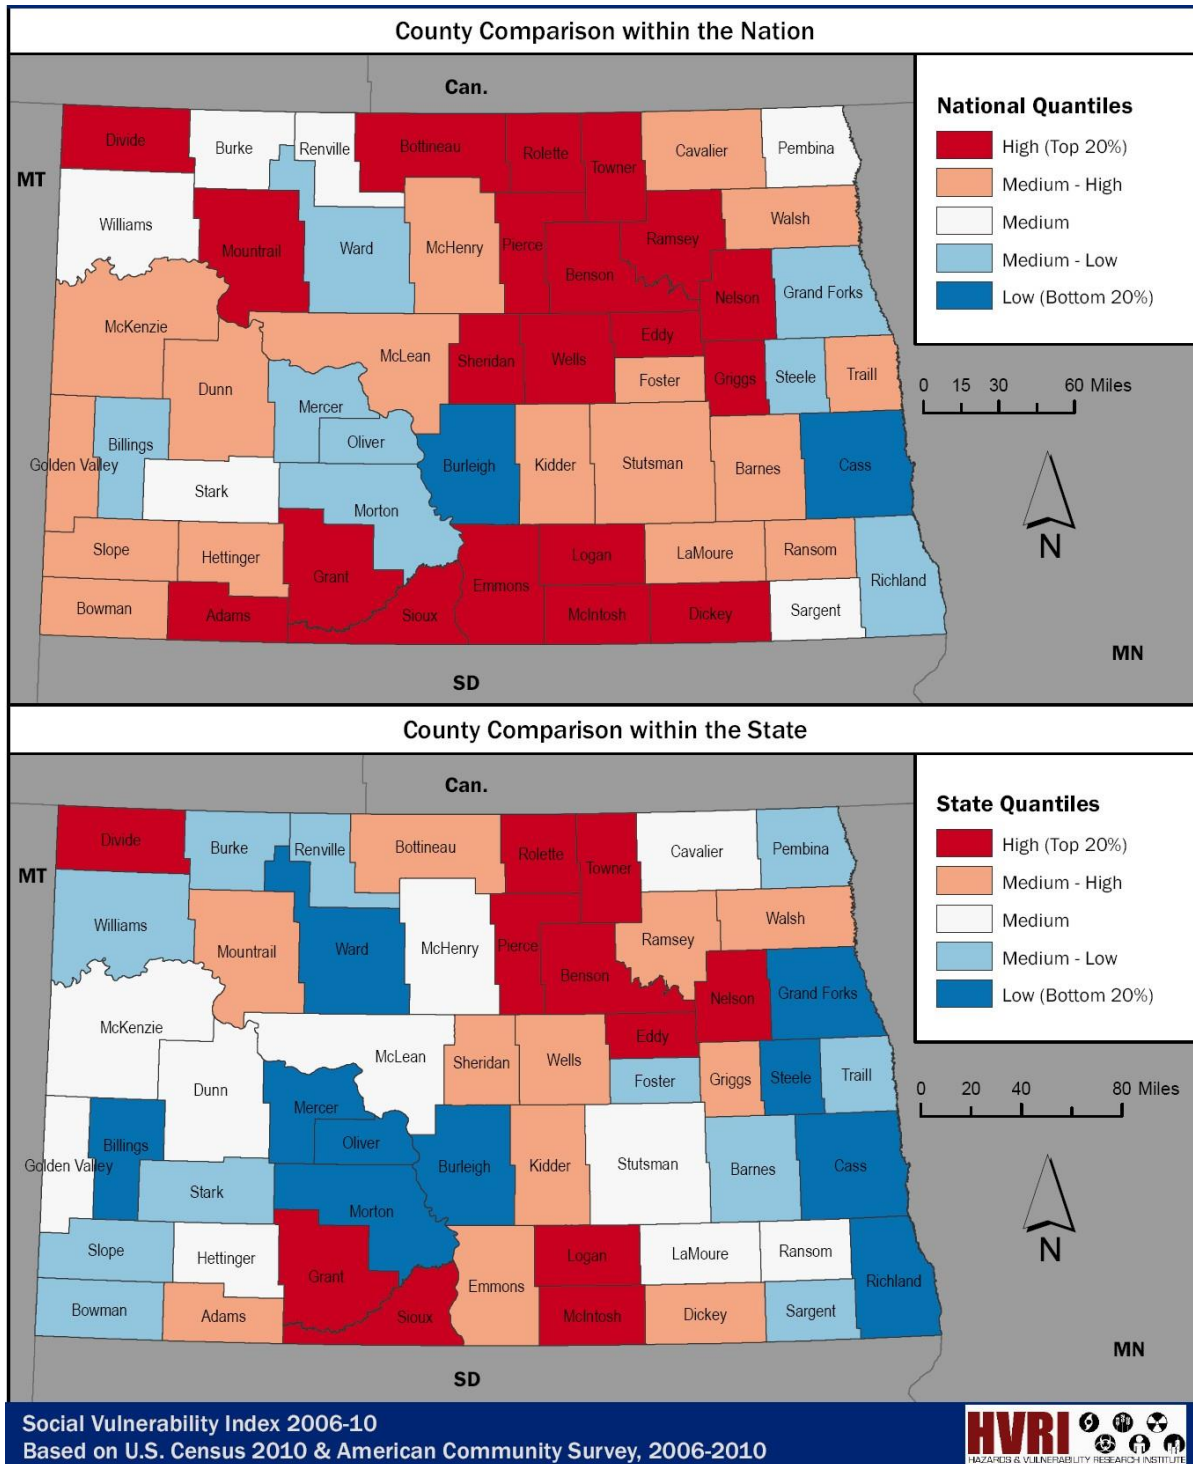 County Comparison within the Nation
Can.
MT
Divide
Burke
Renville
Bottineau
Rolette
Towner
Cavalier
Pembina
Williams
Mountrail
Ward
McHenry
Pierce
Benson
Ramsey
Walsh
Nelson
Grand Forks
McKenzie
Dunn
McLean
Sheridan
Wells
Eddy
Foster
Griggs
Steele
Traill
Golden Valley
Billings
Mercer
Oliver
Stark
Morton
Burleigh
Kidder
Stutsman
Barnes
Cass
Slope
Hettinger
Grant
Bowman
Adams
Sioux
Emmons
Logan
McIntosh
LaMoure
Dickey
Ransom
Sargent
Richland
SD
MN
National Quantiles
High (Top 20%)
Medium - High
Medium
Medium - Low
Low (Bottom 20%)
0 15 30 60 Miles
N
County Comparison within the State
Can.
MT
Divide
Burke
Renville
Bottineau
Rolette
Towner
Cavalier
Pembina
Williams
Mountrail
Ward
McHenry
Pierce
Benson
Ramsey
Walsh
Nelson
Grand Forks
McKenzie
Dunn
McLean
Sheridan
Wells
Eddy
Foster
Griggs
Steele
Traill
Golden Valley
Billings
Mercer
Oliver
Stark
Morton
Burleigh
Kidder
Stutsman
Barnes
Cass
Slope
Hettinger
Grant
Bowman
Adams
Sioux
Emmons
Logan
McIntosh
LaMoure
Dickey
Ransom
Sargent
Richland
SD
MN
State Quantiles
High (Top 20%)
Medium - High
Medium
Medium - Low
Low (Bottom 20%)
0 20 40 80 Miles
N
Social Vulnerability Index 2006-10
Based on U.S. Census 2010 & American Community Survey, 2006-2010
HVRI
HAZARDS & VULNERABILITY RESEARCH INSTITUTE